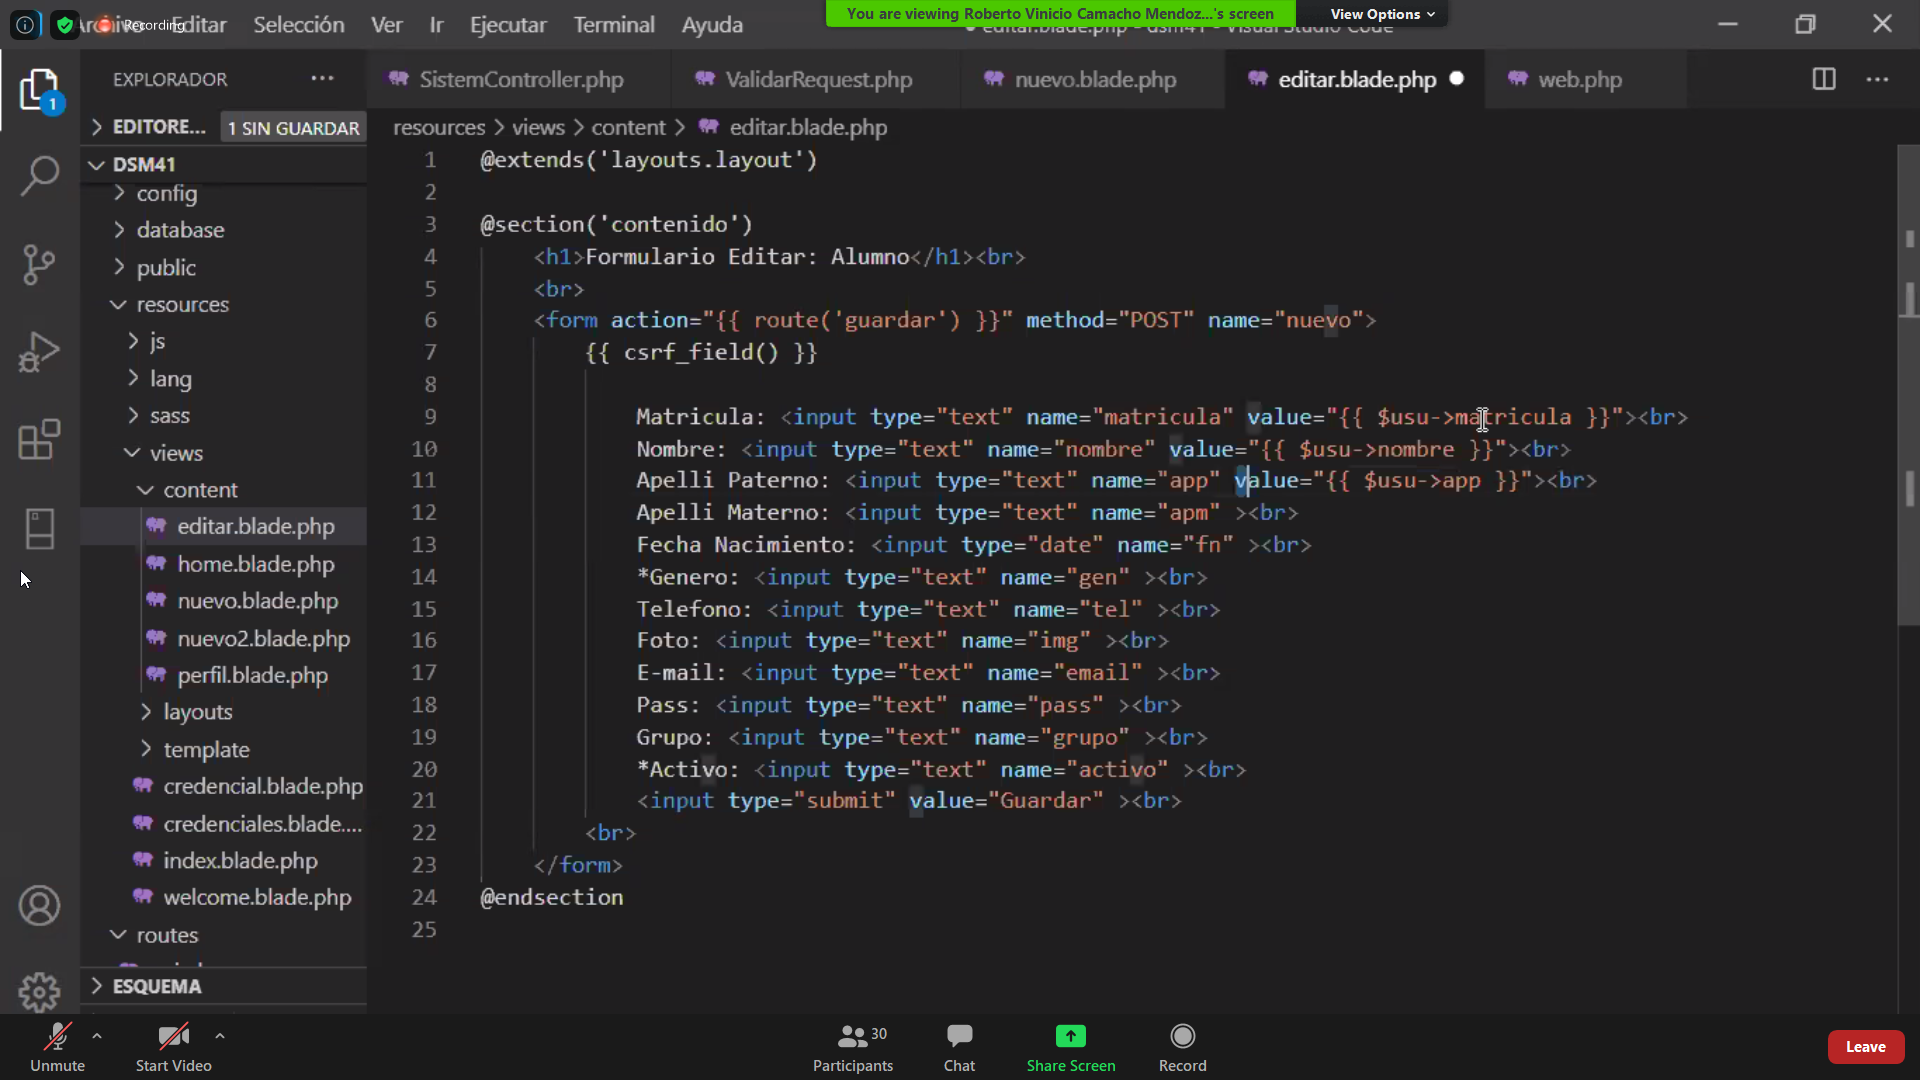 Archivo Editar Selección Ver Ir Ejecutar Terminal Ayuda
Recording
You are viewing Roberto Vinicio Camacho Mendoz...'s screen
View Options
editar.blade.php - dsm41 - Visual Studio Code
EXPLORADOR
SistemController.php
ValidarRequest.php
nuevo.blade.php
editar.blade.php
web.php
1
EDITORE... 1 SIN GUARDAR
resources > views > content > editar.blade.php
DSM41
config
database
public
resources
js
lang
sass
views
content
editar.blade.php
home.blade.php
nuevo.blade.php
nuevo2.blade.php
perfil.blade.php
layouts
template
credencial.blade.php
credenciales.blade....
index.blade.php
welcome.blade.php
routes
ESQUEMA
1 @extends('layouts.layout')
2
3 @section('contenido')
4 <h1>Formulario Editar: Alumno</h1><br>
5 <br>
6 <form action="{{ route('guardar') }}" method="POST" name="nuevo">
7 {{ csrf_field() }}
8
9 Matricula: <input type="text" name="matricula" value="{{ $usu->matricula }}"><br>
10 Nombre: <input type="text" name="nombre" value="{{ $usu->nombre }}"><br>
11 Apelli Paterno: <input type="text" name="app" value="{{ $usu->app }}"><br>
12 Apelli Materno: <input type="text" name="apm" ><br>
13 Fecha Nacimiento: <input type="date" name="fn" ><br>
14 *Genero: <input type="text" name="gen" ><br>
15 Telefono: <input type="text" name="tel" ><br>
16 Foto: <input type="text" name="img" ><br>
17 E-mail: <input type="text" name="email" ><br>
18 Pass: <input type="text" name="pass" ><br>
19 Grupo: <input type="text" name="grupo" ><br>
20 *Activo: <input type="text" name="activo" ><br>
21 <input type="submit" value="Guardar" ><br>
22 <br>
23 </form>
24 @endsection
25
Unmute
Start Video
30
Participants
Chat
Share Screen
Record
Leave